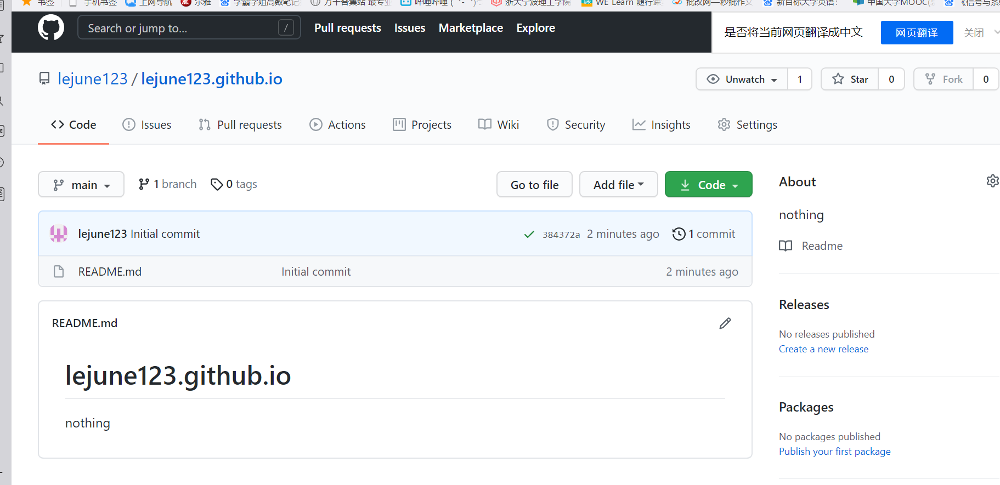 书签 手机书签 上网导航 尔雅 学霸学姐高数笔记 万千合集站 最专业 哔哩哔哩 ( ゜- ゜)つ 浙大宁波理工学院 WE Learn 随行课 批改网—秒批作文 新目标大学英语: 中国大学MOOC( 《信号与系
Search or jump to... / Pull requests Issues Marketplace Explore 是否将当前网页翻译成中文 网页翻译 关闭
lejune123 / lejune123.github.io Unwatch 1 Star 0 Fork 0
Code Issues Pull requests Actions Projects Wiki Security Insights Settings
main 1 branch 0 tags Go to file Add file Code
lejune123 Initial commit 384372a 2 minutes ago 1 commit
README.md Initial commit 2 minutes ago
README.md
lejune123.github.io
nothing
About
nothing
Readme
Releases
No releases published
Create a new release
Packages
No packages published
Publish your first package